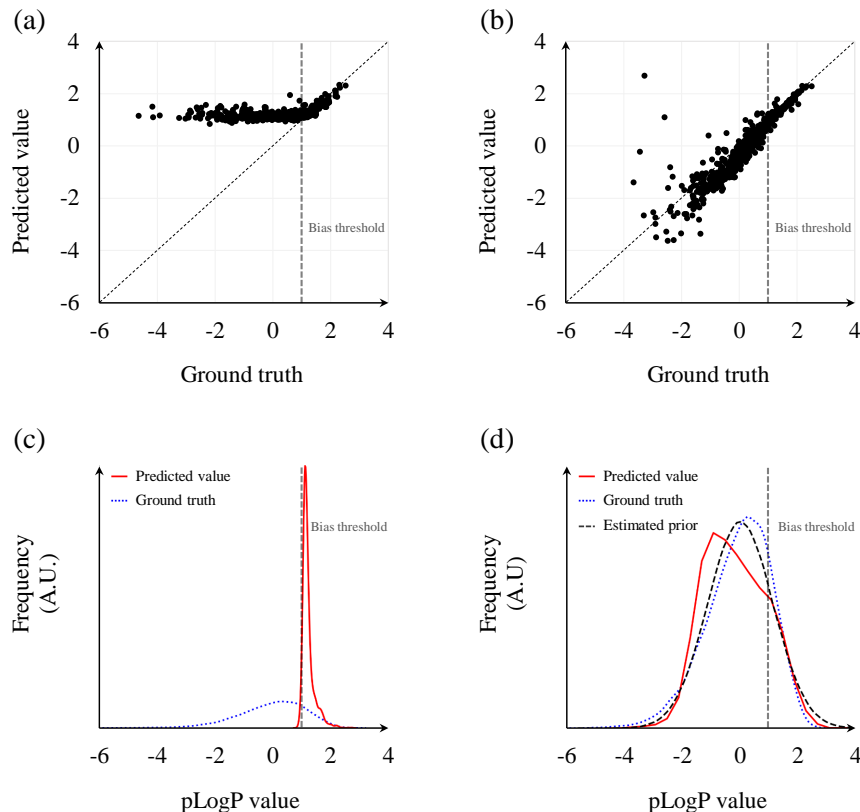 (a)
4
2
0
-2
-4
-6
Predicted value
Bias threshold
-6 -4 -2 0 2 4
Ground truth
(b)
4
2
0
-2
-4
-6
Predicted value
Bias threshold
-6 -4 -2 0 2 4
Ground truth
(c)
Predicted value
Ground truth
Bias threshold
Frequency
(A.U.)
-6 -4 -2 0 2 4
pLogP value
(d)
Predicted value
Ground truth
Estimated prior
Bias threshold
Frequency
(A.U)
-6 -4 -2 0 2 4
pLogP value